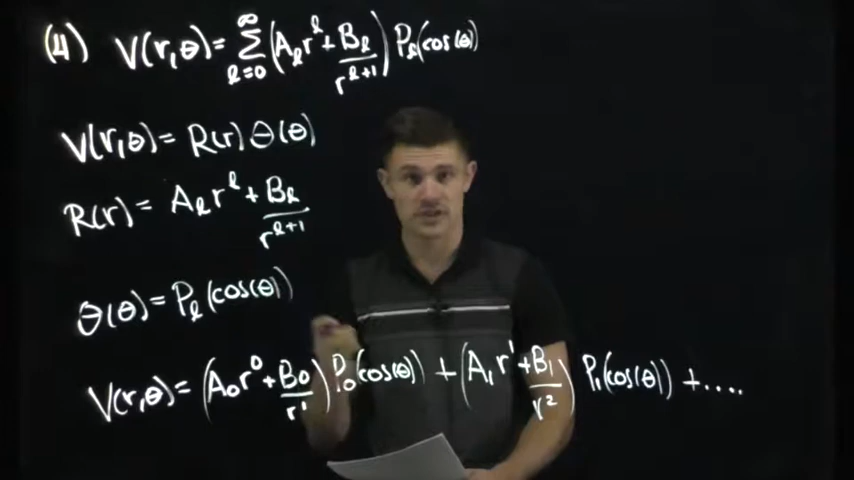 (4) V(r,θ) = ∑_{l=0}^{∞} (A_l r^l + B_l / r^{l+1}) P_l(cos(θ))
V(r,θ) = R(r) Θ(θ)
R(r) = A_l r^l + B_l / r^{l+1}
Θ(θ) = P_l (cos(θ))
V(r,θ) = (A_0 r^0 + B_0 / r^1) P_0(cos(θ)) + (A_1 r^1 + B_1 / r^2) P_1(cos(θ)) + ....